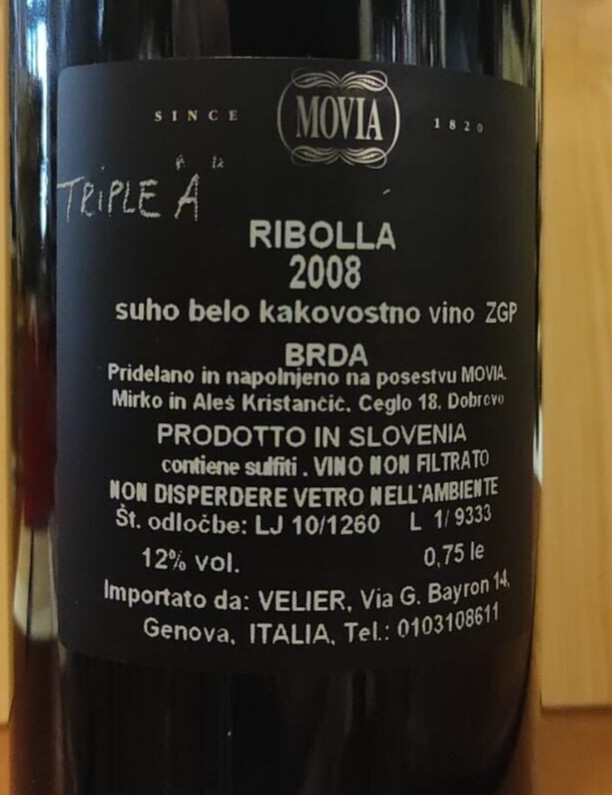 SINCE MOVIA 1820
TRiPLE A
RIBOLLA
2008
suho belo kakovostno vino ZGP
BRDA
Pridelano in napolnjeno na posestvu MOVIA.
Mirko in Aleš Kristančič. Ceglo 18. Dobrovo
PRODOTTO IN SLOVENIA
contiene sulfiti . VINO NON FILTRATO
NON DISPERDERE VETRO NELL'AMBIENTE
Št. odločbe: LJ 10/1260 L 1/ 9333
12% vol. 0,75 le
Importato da: VELIER, Via G. Bayron 14,
Genova, ITALIA, Tel.: 0103108611